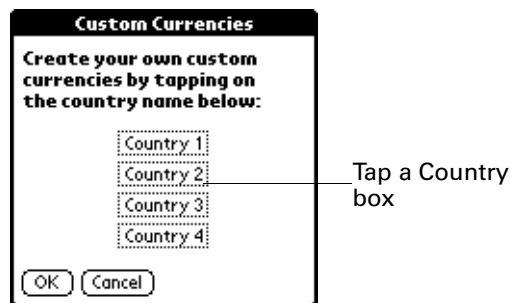 Custom Currencies
Create your own custom
currencies by tapping on
the country name below:
Country 1
Country 2
Country 3
Country 4
Tap a Country
box
OK Cancel